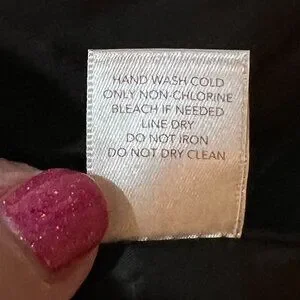 HAND WASH COLD
ONLY NON-CHLORINE
BLEACH IF NEEDED
LINE DRY
DO NOT IRON
DO NOT DRY CLEAN